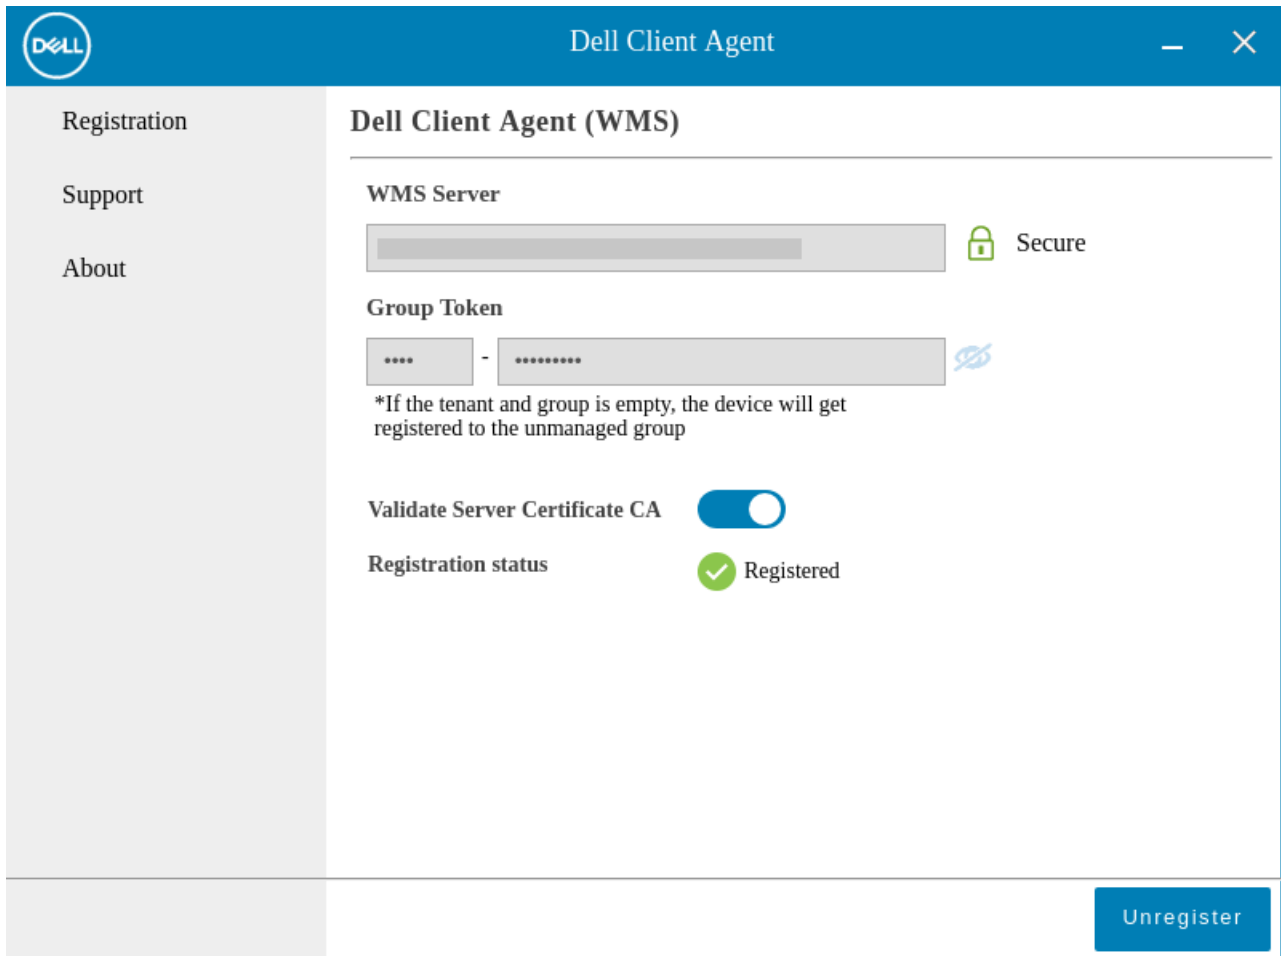 DELL
Dell Client Agent
Registration
Support
About
Dell Client Agent (WMS)
WMS Server
Secure
Group Token
•••• - •••••••••
*If the tenant and group is empty, the device will get
registered to the unmanaged group
Validate Server Certificate CA
Registration status
Registered
Unregister